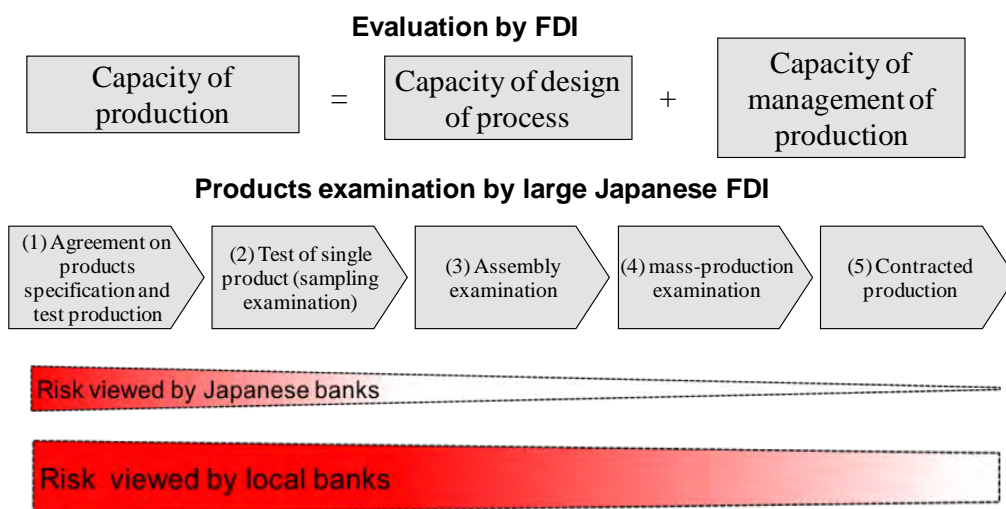 Evaluation by FDI
Capacity of
production
=
Capacity of design
of process
+
Capacity of
management of
production
Products examination by large Japanese FDI
(1) Agreement on
products
specification and
test production
(2) Test of single
product (sampling
examination)
(3) Assembly
examination
(4) mass-production
examination
(5) Contracted
production
Risk viewed by Japanese banks
Risk viewed by local banks